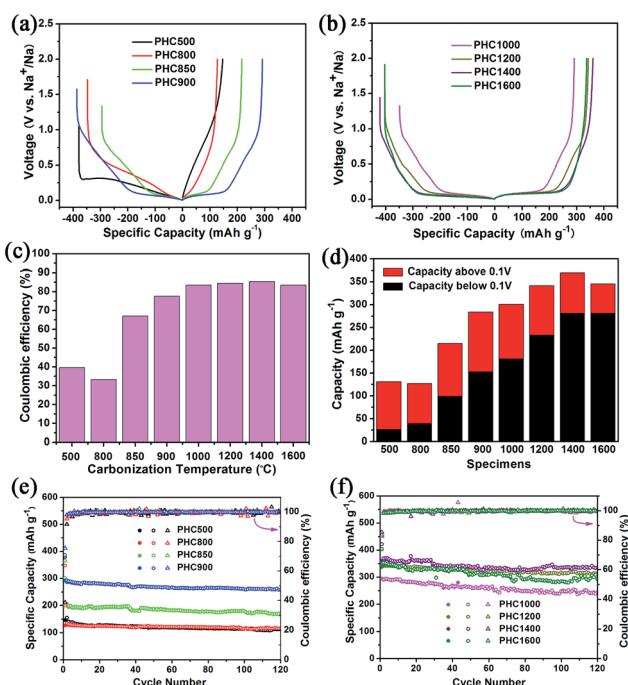 (a)
PHC500
PHC800
PHC850
PHC900
Voltage (V vs. Na+/Na)
2.5
2.0
1.5
1.0
0.5
0.0
-400 -300 -200 -100 0 100 200 300 400
Specific Capacity (mAh g-1)
(b)
PHC1000
PHC1200
PHC1400
PHC1600
Voltage (V vs. Na+/Na)
2.5
2.0
1.5
1.0
0.5
0.0
-400 -300 -200 -100 0 100 200 300 400
Specific Capacity (mAh g-1)
(c)
Coulombic efficiency (%)
100
90
80
70
60
50
40
30
20
10
0
500 800 850 900 1000 1200 1400 1600
Carbonization Temperature (°C)
(d)
Capacity above 0.1V
Capacity below 0.1V
Capacity (mAh g-1)
400
350
300
250
200
150
100
50
0
500 800 850 900 1000 1200 1400 1600
Specimens
(e)
PHC500
PHC800
PHC850
PHC900
Specific Capacity (mAh g-1)
600
500
400
300
200
100
0
Coulombic efficiency (%)
100
80
60
40
20
0
0 20 40 60 80 100 120
Cycle Number
(f)
PHC1000
PHC1200
PHC1400
PHC1600
Specific Capacity (mAh g-1)
600
500
400
300
200
100
0
Coulombic efficiency (%)
100
80
60
40
20
0
0 20 40 60 80 100 120
Cycle Number